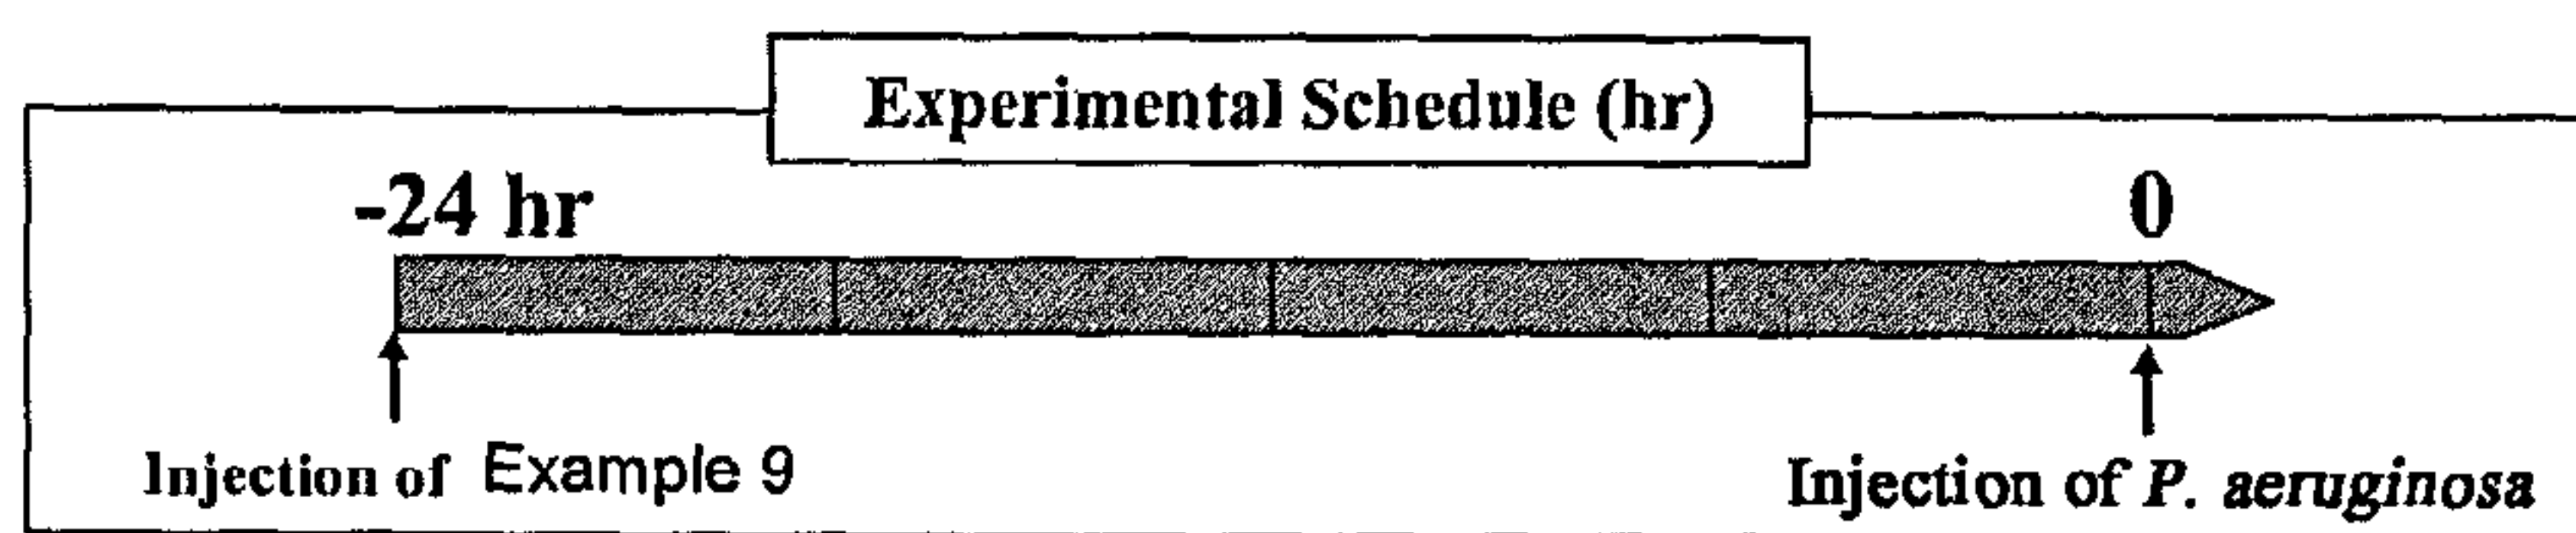 Experimental Schedule (hr)
-24 hr 0
Injection of Example 9 Injection of P. aeruginosa